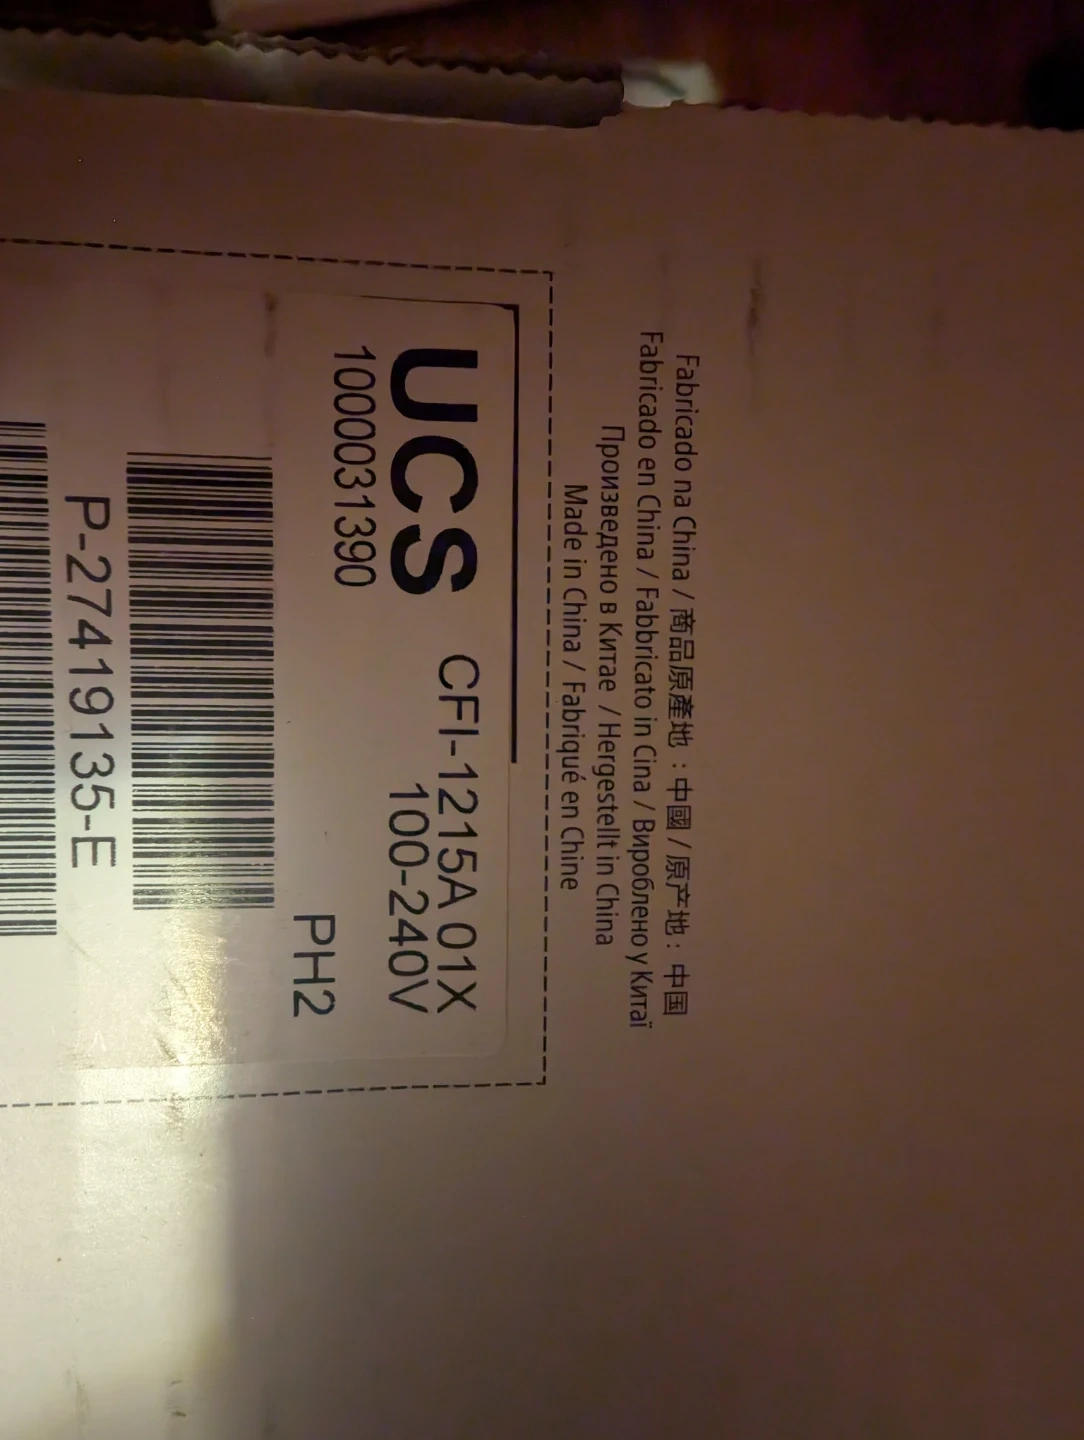 Fabricado na China / 商品原產地 : 中國 / 原产地 : 中国
Fabricado en China / Fabbricato in Cina / Вироблено у Китаї
Произведено в Китае / Hergestellt in China
Made in China / Fabriqué en Chine
UCS CFI-1215A 01X
1000031390 100-240V
PH2
P-27419135-E